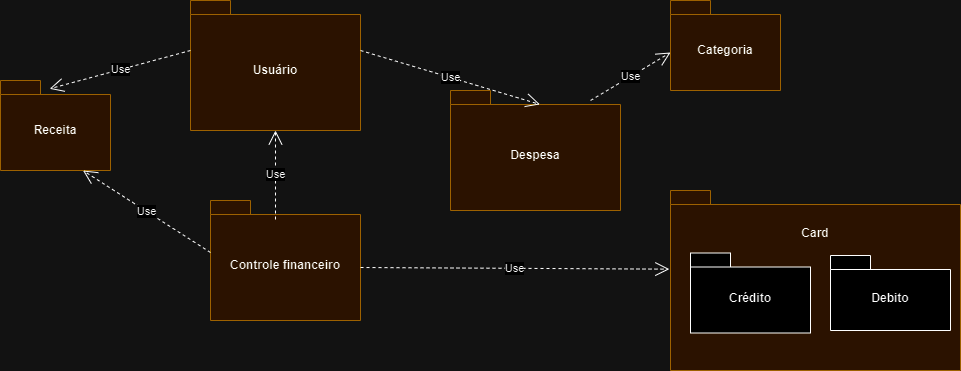 Usuário
Categoria
Use
Use
Use
Receita
Despesa
Use
Use
Card
Controle financeiro
Use
Crédito
Debito